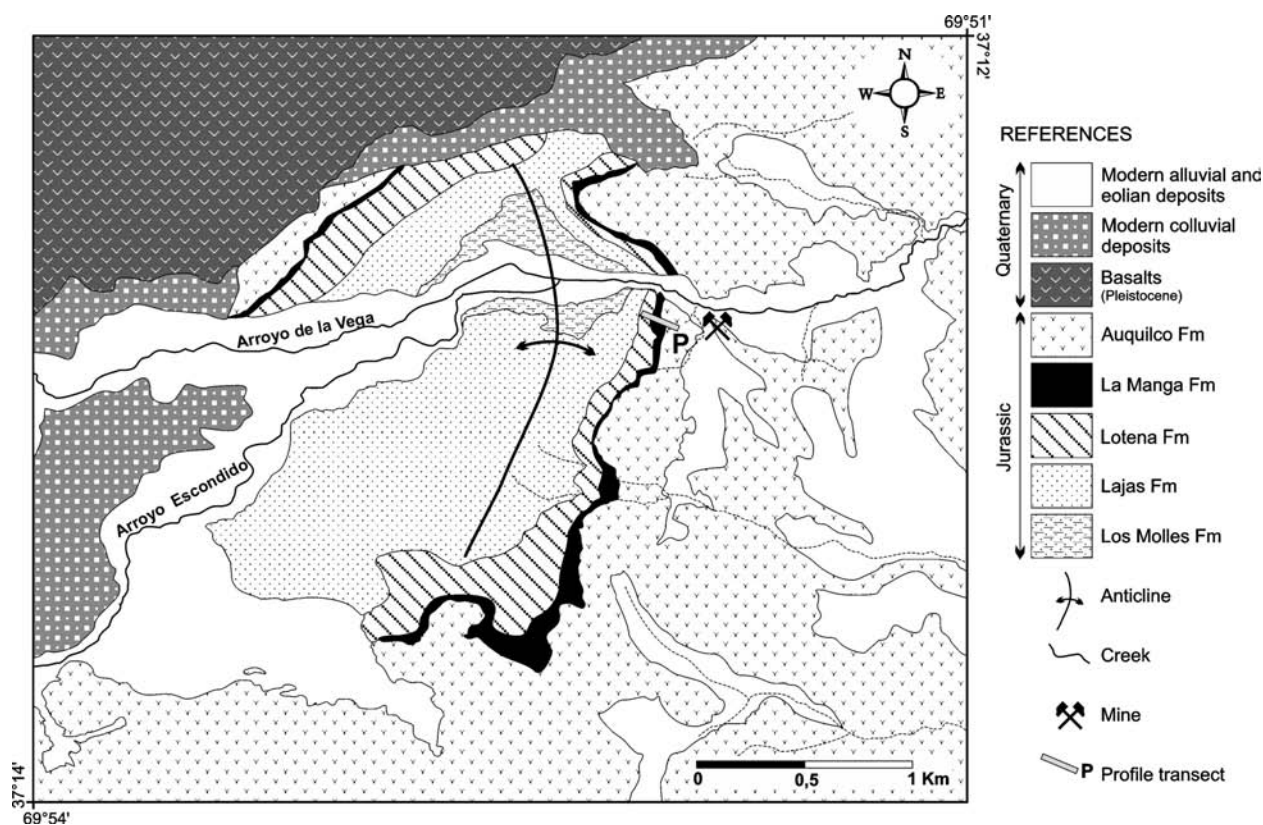 69°51'
37°12'
N
W E
S
Arroyo de la Vega
P
Arroyo Escondido
0 0,5 1 Km
37°14'
69°54'
REFERENCES
Quaternary
Modern alluvial and
eolian deposits
Modern colluvial
deposits
Basalts
(Pleistocene)
Jurassic
Auquilco Fm
La Manga Fm
Lotena Fm
Lajas Fm
Los Molles Fm
Anticline
Creek
Mine
P Profile transect